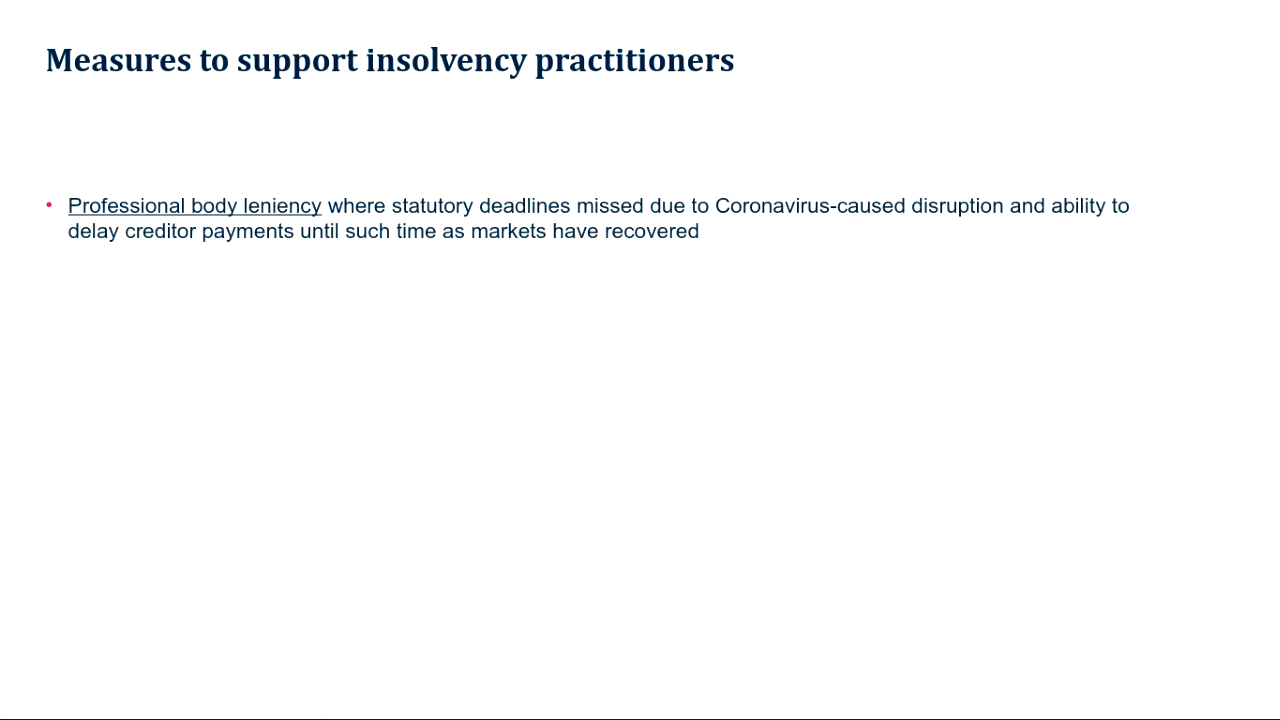 Measures to support insolvency practitioners
• Professional body leniency where statutory deadlines missed due to Coronavirus-caused disruption and ability to
delay creditor payments until such time as markets have recovered